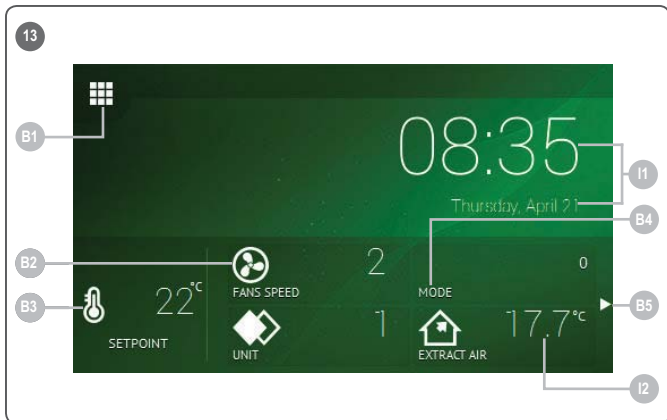 13
B1
08:35
I1
Thursday, April 21
B4
B2
2
0
FANS SPEED
MODE
B3
22°C
B5
1
17.7°C
SETPOINT
UNIT
EXTRACT AIR
I2